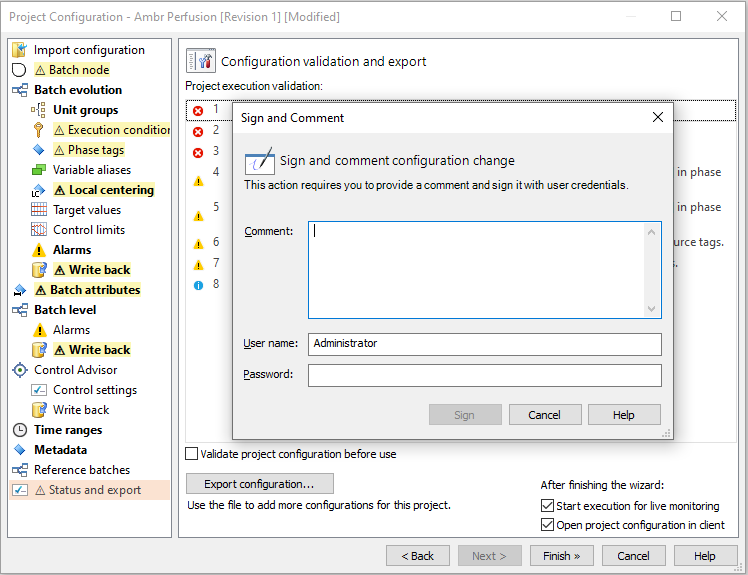 Project Configuration - Ambr Perfusion [Revision 1] [Modified]
Import configuration
Batch node
Batch evolution
Unit groups
Execution condition
Phase tags
Variable aliases
LC Local centering
Target values
Control limits
Alarms
Write back
Batch attributes
Batch level
Alarms
Write back
Control Advisor
Control settings
Write back
Time ranges
Metadata
Reference batches
Status and export
Configuration validation and export
Project execution validation:
1
2
3
4 in phase
5 in phase
6 urce tags.
7 s.
8
Sign and Comment
Sign and comment configuration change
This action requires you to provide a comment and sign it with user credentials.
Comment:
User name: Administrator
Password:
Sign Cancel Help
Validate project configuration before use
Export configuration...
Use the file to add more configurations for this project.
After finishing the wizard:
Start execution for live monitoring
Open project configuration in client
< Back Next > Finish » Cancel Help